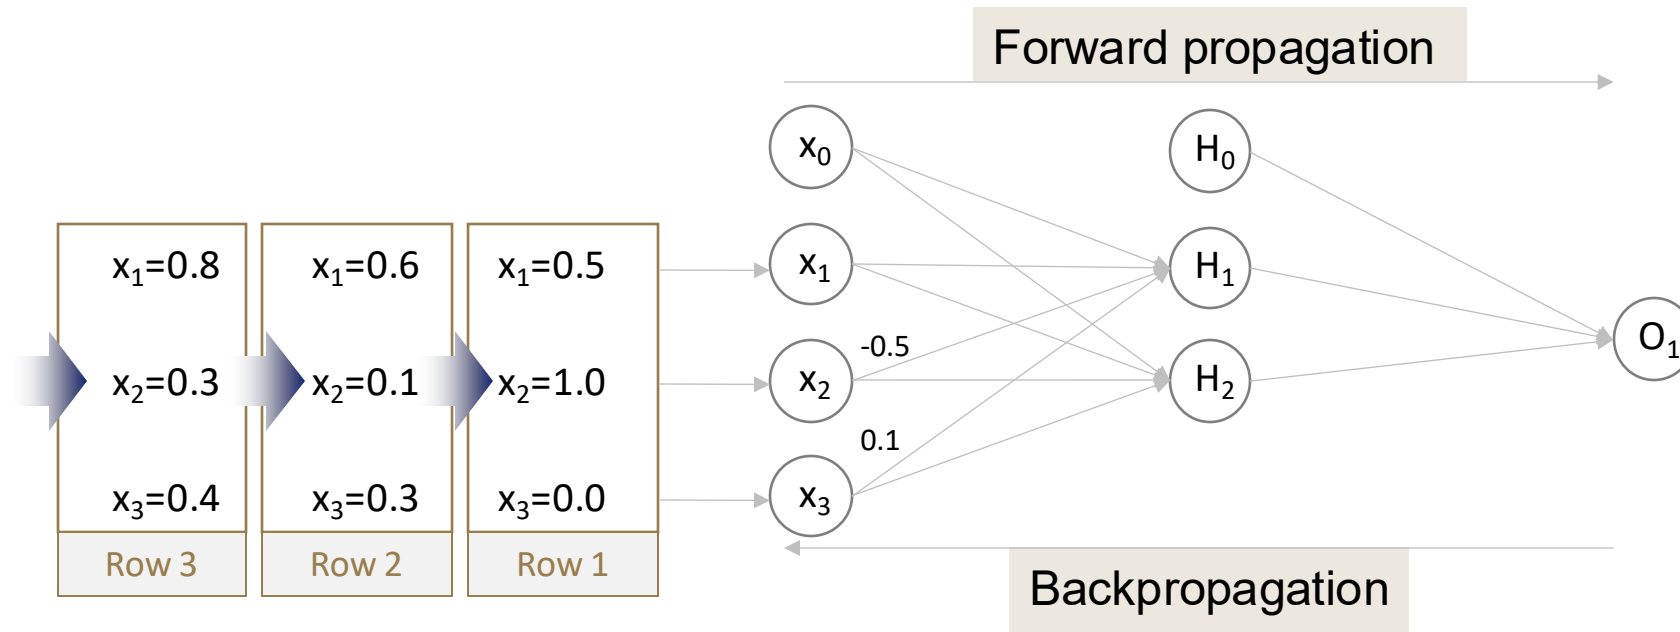 Forward propagation
x₀
H₀
x₁=0.8
x₁=0.6
x₁=0.5
x₁
H₁
x₂=0.3
x₂=0.1
x₂=1.0
-0.5
x₂
H₂
O₁
0.1
x₃=0.4
x₃=0.3
x₃=0.0
x₃
Row 3
Row 2
Row 1
Backpropagation